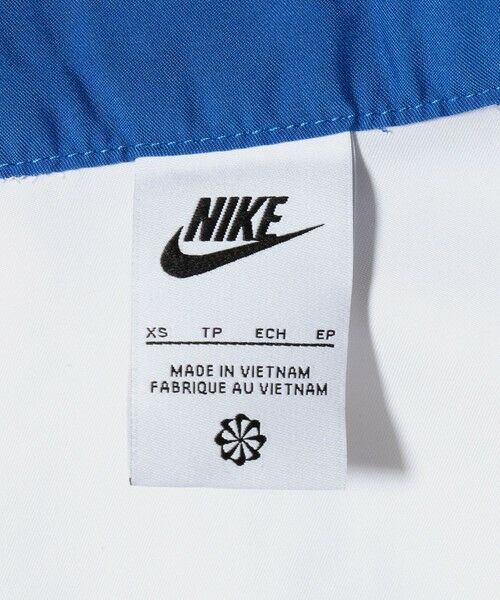 NIKE
XS TP ECH EP
MADE IN VIETNAM
FABRIQUE AU VIETNAM